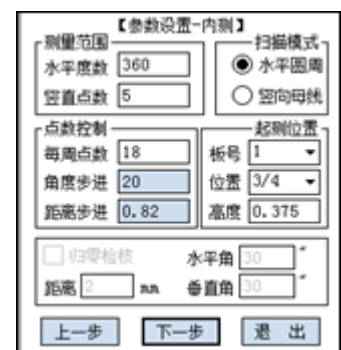 【参数设置-内测】
测量范围 扫描模式
水平度数 360 水平圆周
竖直点数 5 竖向母线
点数控制 起测位置
每周点数 18 板号 1
角度步进 20 位置 3/4
距离步进 0.82 高度 0.375
归零检核 水平角 30 ″
距离 2 mm 垂直角 30 ″
上一步 下一步 退 出